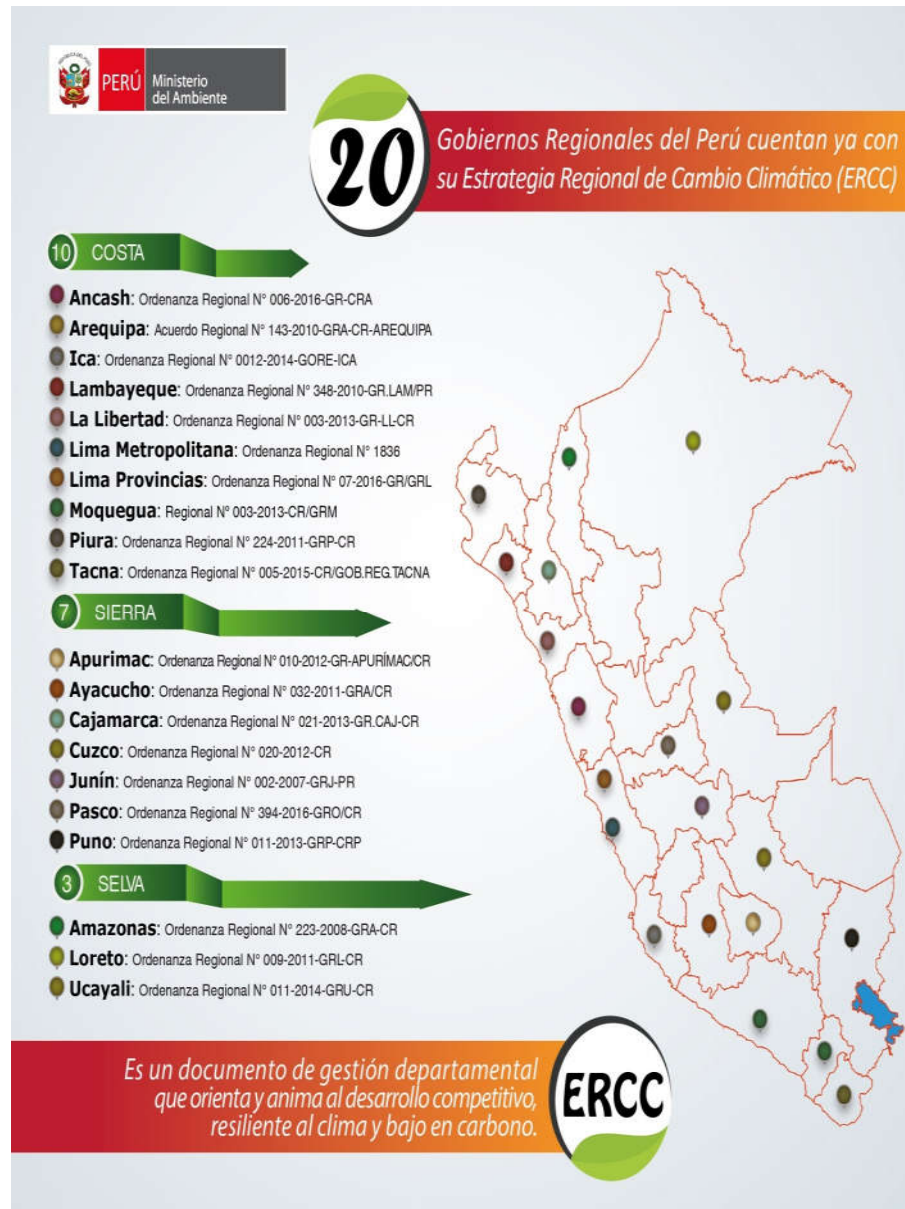 PERÚ
Ministerio
del Ambiente
20
Gobiernos Regionales del Perú cuentan ya con
su Estrategia Regional de Cambio Climático (ERCC)
10 COSTA
Ancash: Ordenanza Regional N° 006-2016-GR-CRA
Arequipa: Acuerdo Regional N° 143-2010-GRA-CR-AREQUIPA
Ica: Ordenanza Regional N° 0012-2014-GORE-ICA
Lambayeque: Ordenanza Regional N° 348-2010-GR.LAM/PR
La Libertad: Ordenanza Regional N° 003-2013-GR-LL-CR
Lima Metropolitana: Ordenanza Regional N° 1836
Lima Provincias: Ordenanza Regional N° 07-2016-GR/GRL
Moquegua: Regional N° 003-2013-CR/GRM
Piura: Ordenanza Regional N° 224-2011-GRP-CR
Tacna: Ordenanza Regional N° 005-2015-CR/GOB.REG.TACNA
7 SIERRA
Apurimac: Ordenanza Regional N° 010-2012-GR-APURÍMAC/CR
Ayacucho: Ordenanza Regional N° 032-2011-GRA/CR
Cajamarca: Ordenanza Regional N° 021-2013-GR.CAJ-CR
Cuzco: Ordenanza Regional N° 020-2012-CR
Junín: Ordenanza Regional N° 002-2007-GRJ-PR
Pasco: Ordenanza Regional N° 394-2016-GRO/CR
Puno: Ordenanza Regional N° 011-2013-GRP-CRP
3 SELVA
Amazonas: Ordenanza Regional N° 223-2008-GRA-CR
Loreto: Ordenanza Regional N° 009-2011-GRL-CR
Ucayali: Ordenanza Regional N° 011-2014-GRU-CR
Es un documento de gestión departamental
que orienta y anima al desarrollo competitivo,
resiliente al clima y bajo en carbono.
ERCC